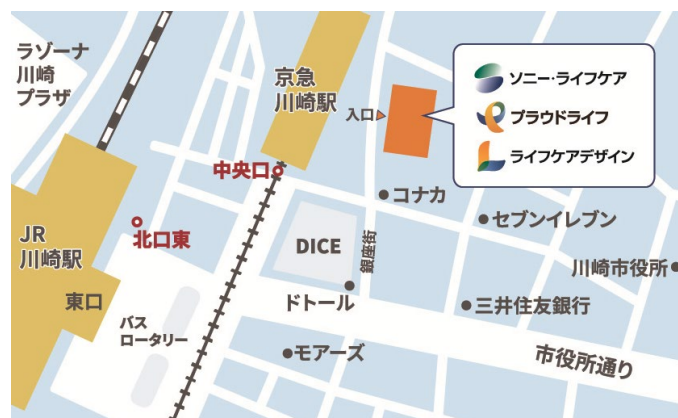 ラゾーナ
川崎
プラザ
京急
川崎駅
入口
ソニー・ライフケア
プラウドライフ
ライフケアデザイン
中央口
コナカ
北口東
セブンイレブン
JR
川崎駅
DICE
銀座街
川崎市役所
東口
ドトール
三井住友銀行
バス
ロータリー
モアーズ
市役所通り